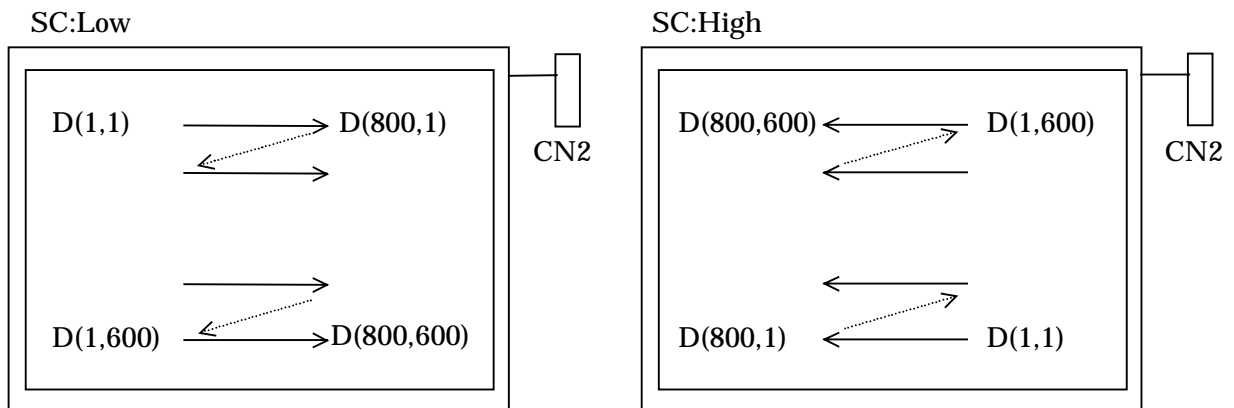 SC:Low
D(1,1) D(800,1)
D(1,600) D(800,600)
CN2
SC:High
D(800,600) D(1,600)
D(800,1) D(1,1)
CN2